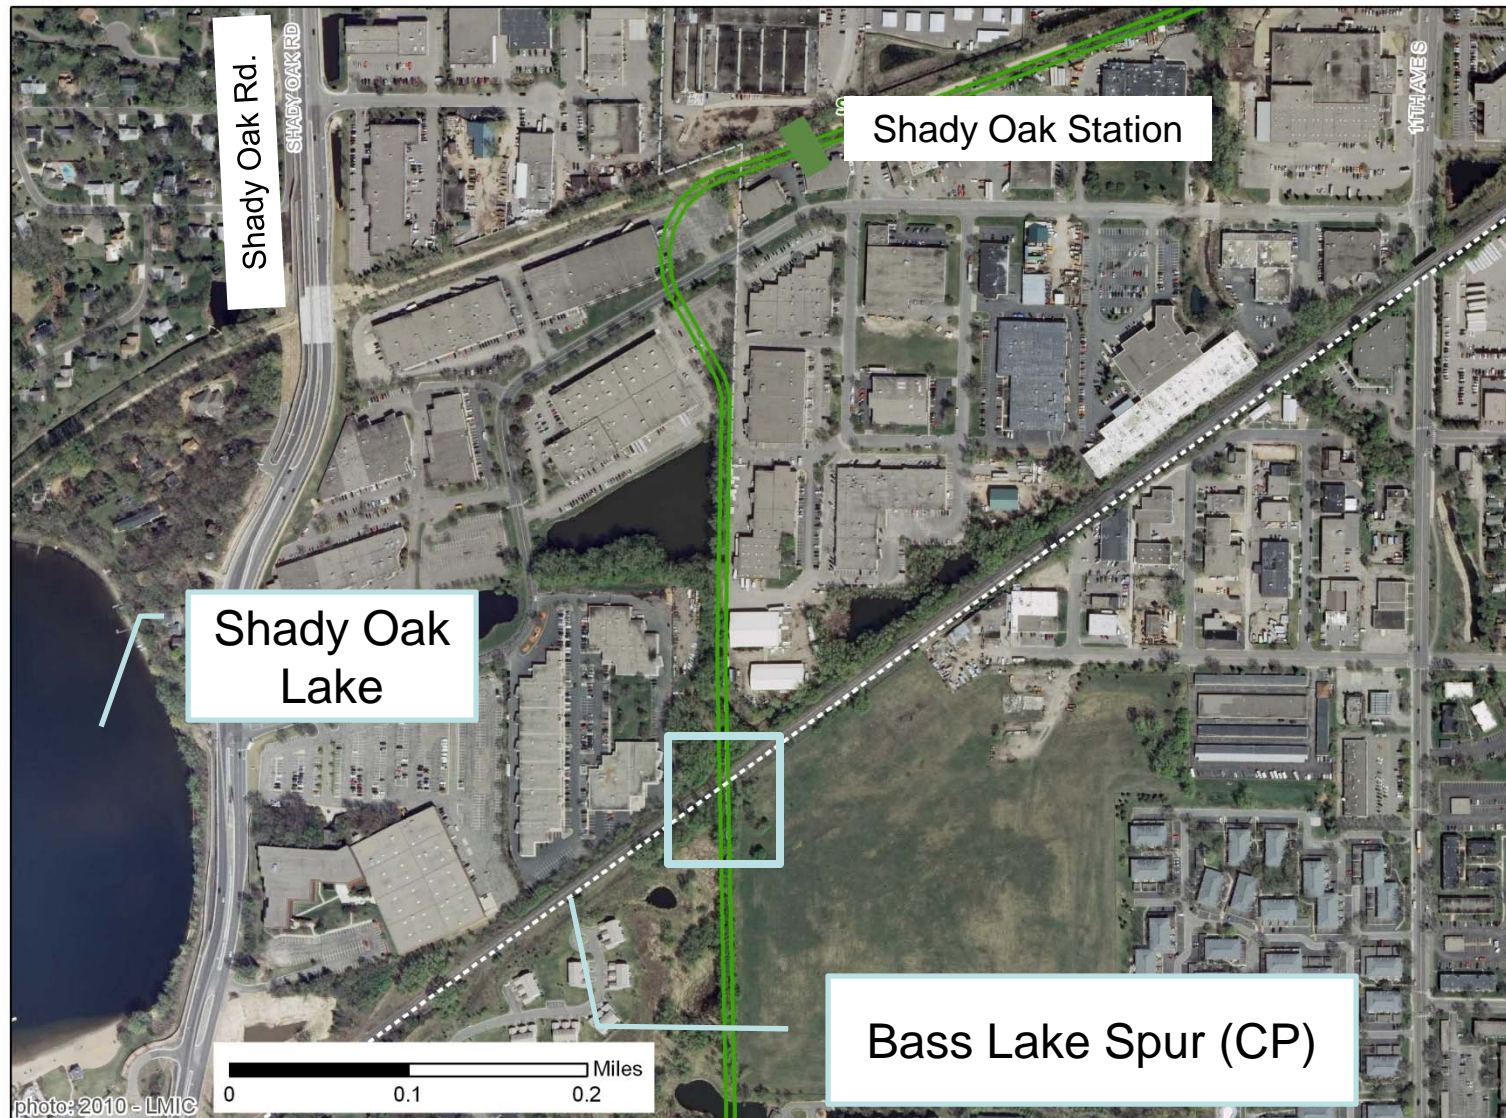 Shady Oak Rd.
SHADY OAK RD
Shady Oak Station
11TH AVE S
Shady Oak
Lake
Bass Lake Spur (CP)
Miles
0
0.1
0.2
photo: 2010 - LMIC